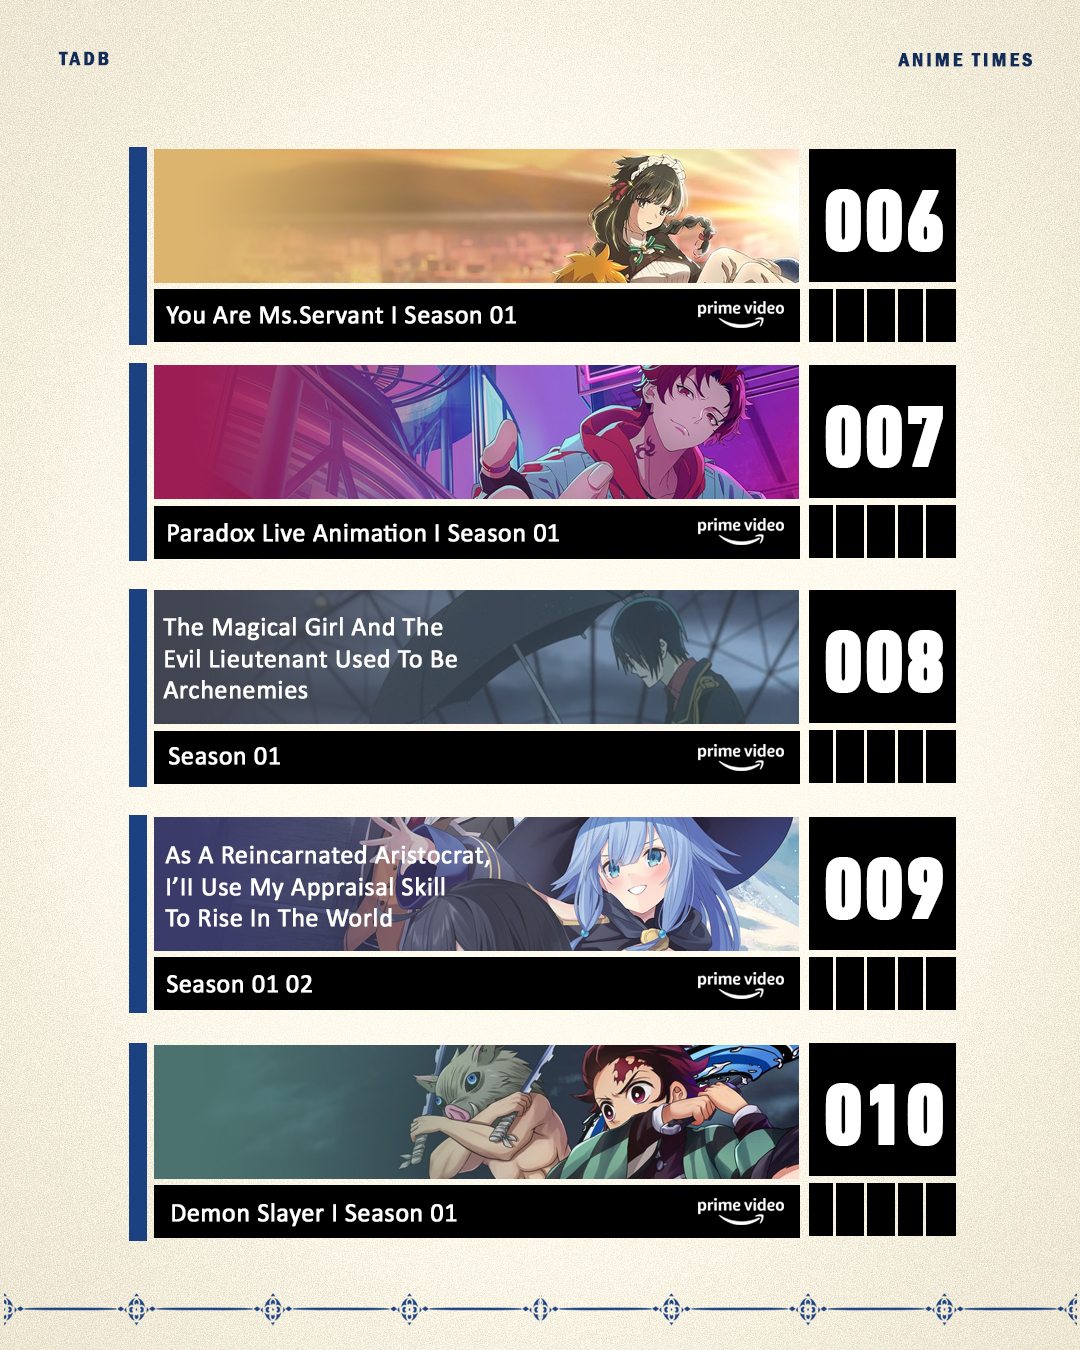 TADB
ANIME TIMES
006
You Are Ms.Servant I Season 01
prime video
007
Paradox Live Animation I Season 01
prime video
The Magical Girl And The
Evil Lieutenant Used To Be
Archenemies
008
Season 01
prime video
As A Reincarnated Aristocrat,
I'll Use My Appraisal Skill
To Rise In The World
009
Season 01 02
prime video
010
Demon Slayer I Season 01
prime video